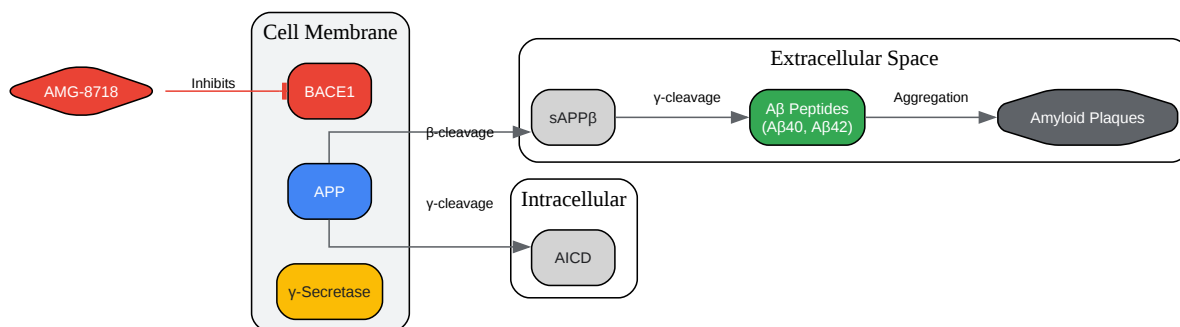 Cell Membrane
Extracellular Space
AMG-8718
Inhibits
BACE1
sAPPβ
γ-cleavage
Aβ Peptides
(Aβ40, Aβ42)
Aggregation
Amyloid Plaques
β-cleavage
APP
γ-cleavage
Intracellular
AICD
γ-Secretase